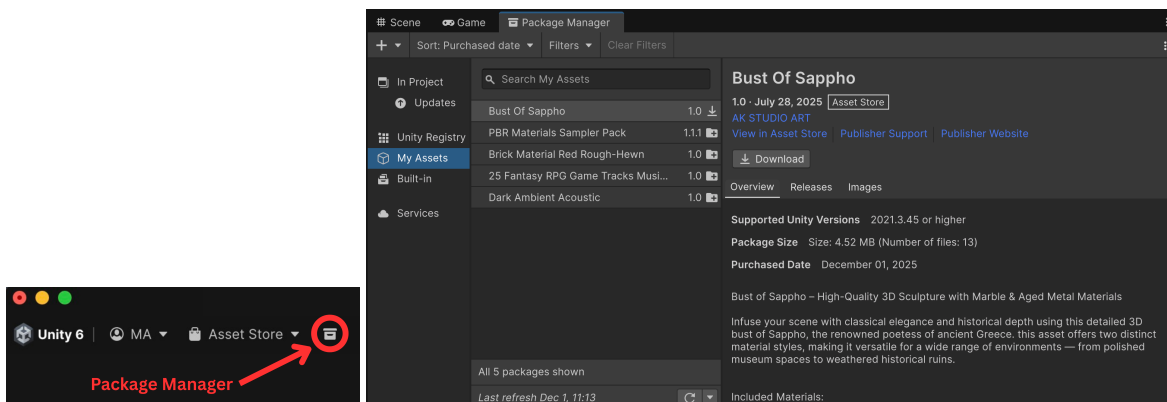 Unity 6 MA Asset Store
Package Manager
Scene Game Package Manager
+ Sort: Purchased date Filters Clear Filters
In Project
Updates
Unity Registry
My Assets
Built-in
Services
Search My Assets
Bust Of Sappho 1.0
PBR Materials Sampler Pack 1.1.1
Brick Material Red Rough-Hewn 1.0
25 Fantasy RPG Game Tracks Musi... 1.0
Dark Ambient Acoustic 1.0
All 5 packages shown
Last refresh Dec 1, 11:13
Bust Of Sappho
1.0 · July 28, 2025 Asset Store
AK STUDIO ART
View in Asset Store Publisher Support Publisher Website
Download
Overview Releases Images
Supported Unity Versions 2021.3.45 or higher
Package Size Size: 4.52 MB (Number of files: 13)
Purchased Date December 01, 2025
Bust of Sappho – High-Quality 3D Sculpture with Marble & Aged Metal Materials
Infuse your scene with classical elegance and historical depth using this detailed 3D
bust of Sappho, the renowned poetess of ancient Greece. this asset offers two distinct
material styles, making it versatile for a wide range of environments — from polished
museum spaces to weathered historical ruins.
Included Materials: